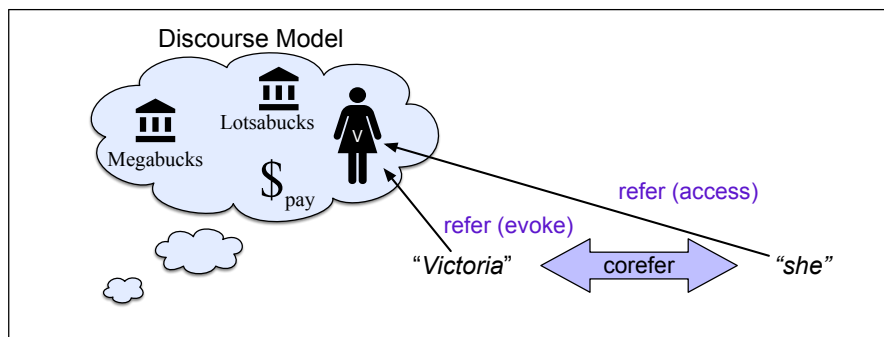 Discourse Model
Lotsabucks
Megabucks
V
$ pay
refer (access)
refer (evoke)
“Victoria”
corefer
“she”